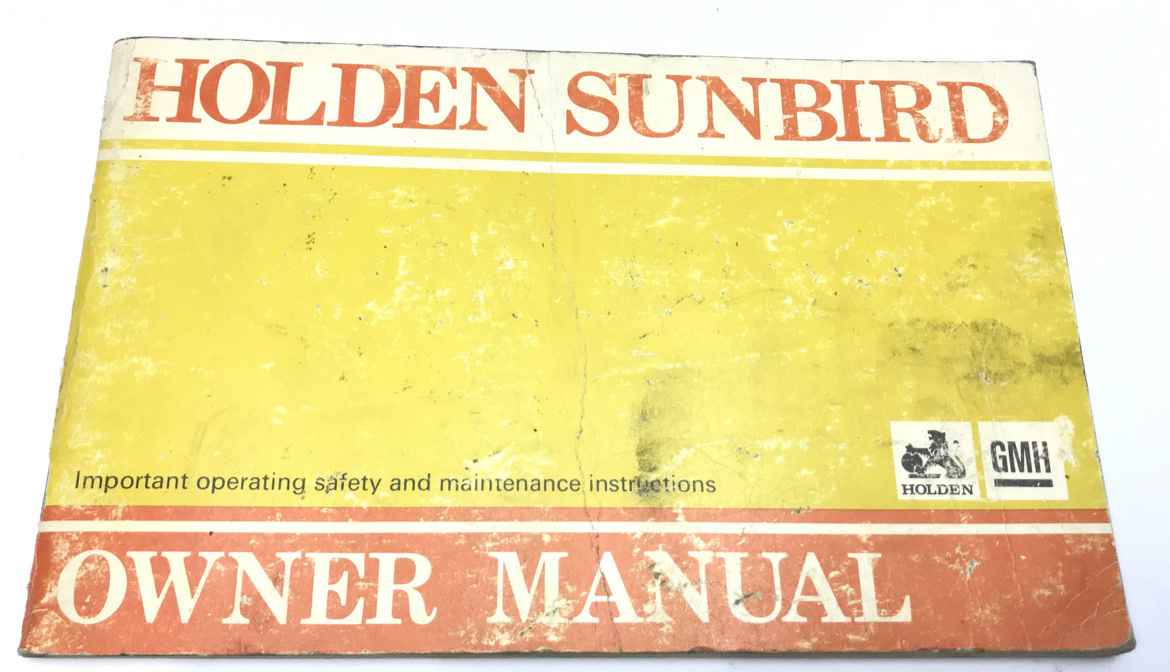 HOLDEN SUNBIRD
Important operating safety and maintenance instructions
HOLDEN
GMH
OWNER MANUAL